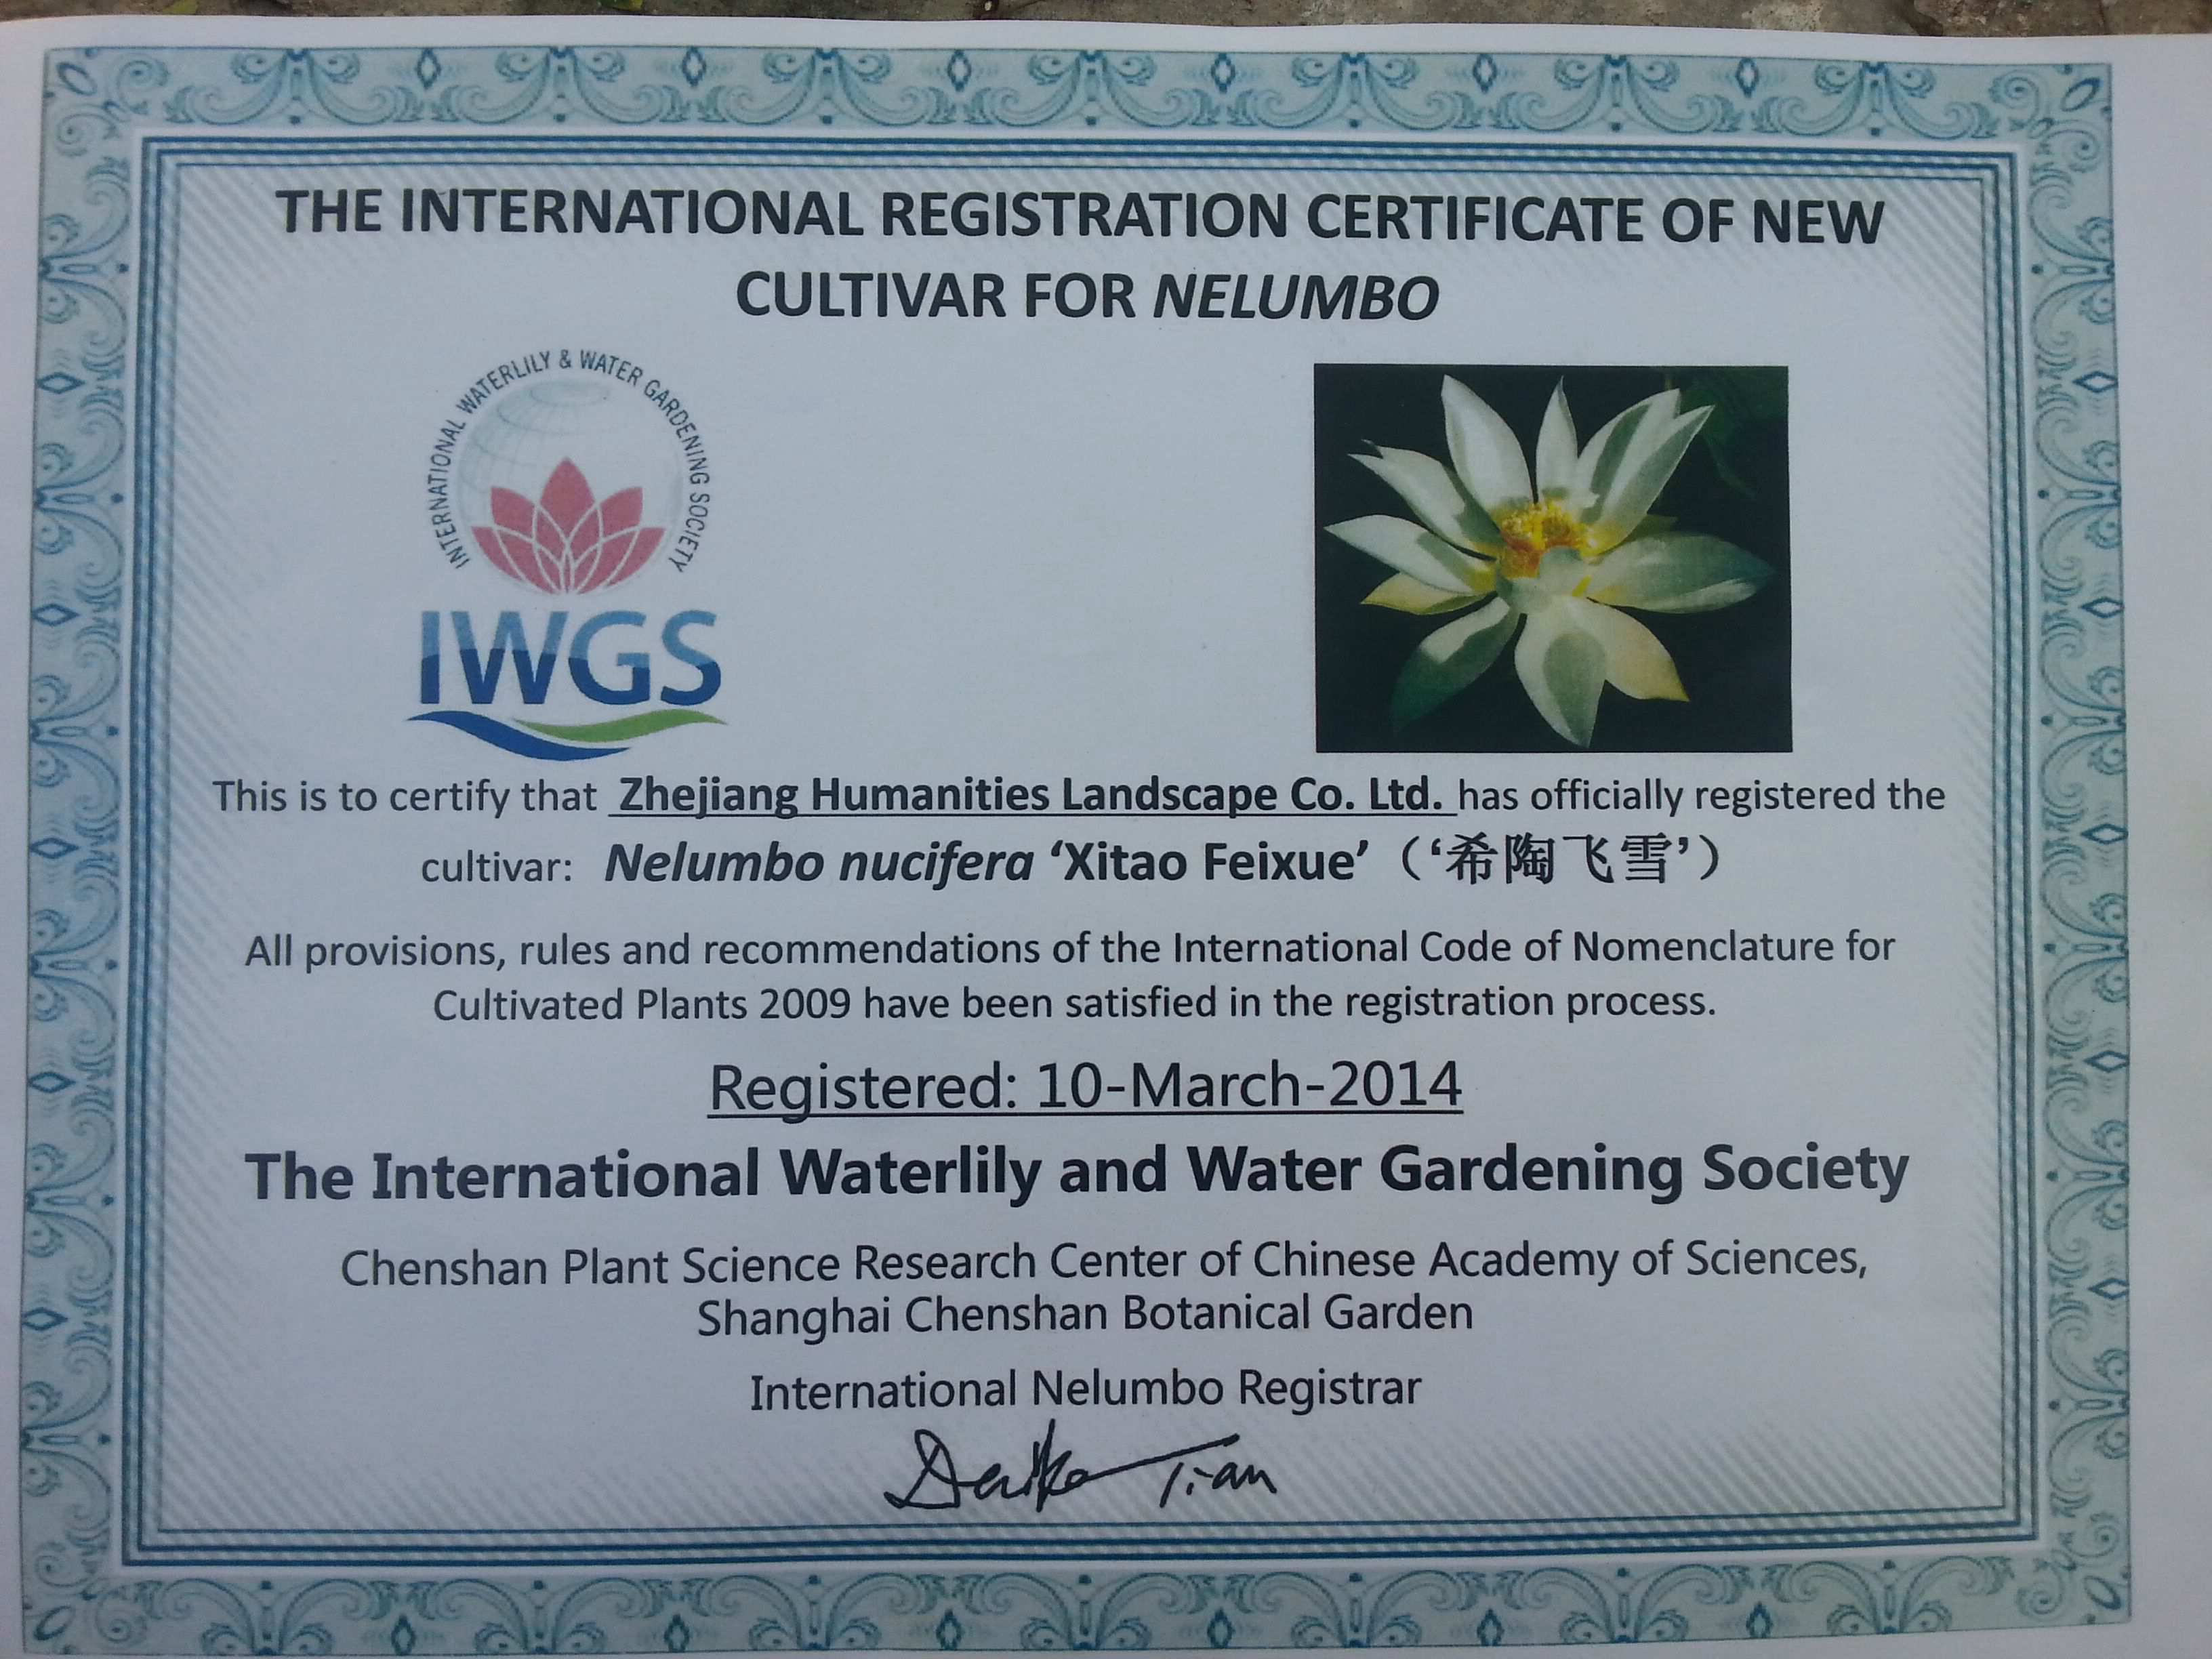 THE INTERNATIONAL REGISTRATION CERTIFICATE OF NEW
CULTIVAR FOR NELUMBO
INTERNATIONAL WATERLILY & WATER GARDENING SOCIETY
IWGS
This is to certify that Zhejiang Humanities Landscape Co. Ltd. has officially registered the
cultivar: Nelumbo nucifera ‘Xitao Feixue’（‘希陶飞雪’）
All provisions, rules and recommendations of the International Code of Nomenclature for
Cultivated Plants 2009 have been satisfied in the registration process.
Registered: 10-March-2014
The International Waterlily and Water Gardening Society
Chenshan Plant Science Research Center of Chinese Academy of Sciences,
Shanghai Chenshan Botanical Garden
International Nelumbo Registrar
Daike Tian